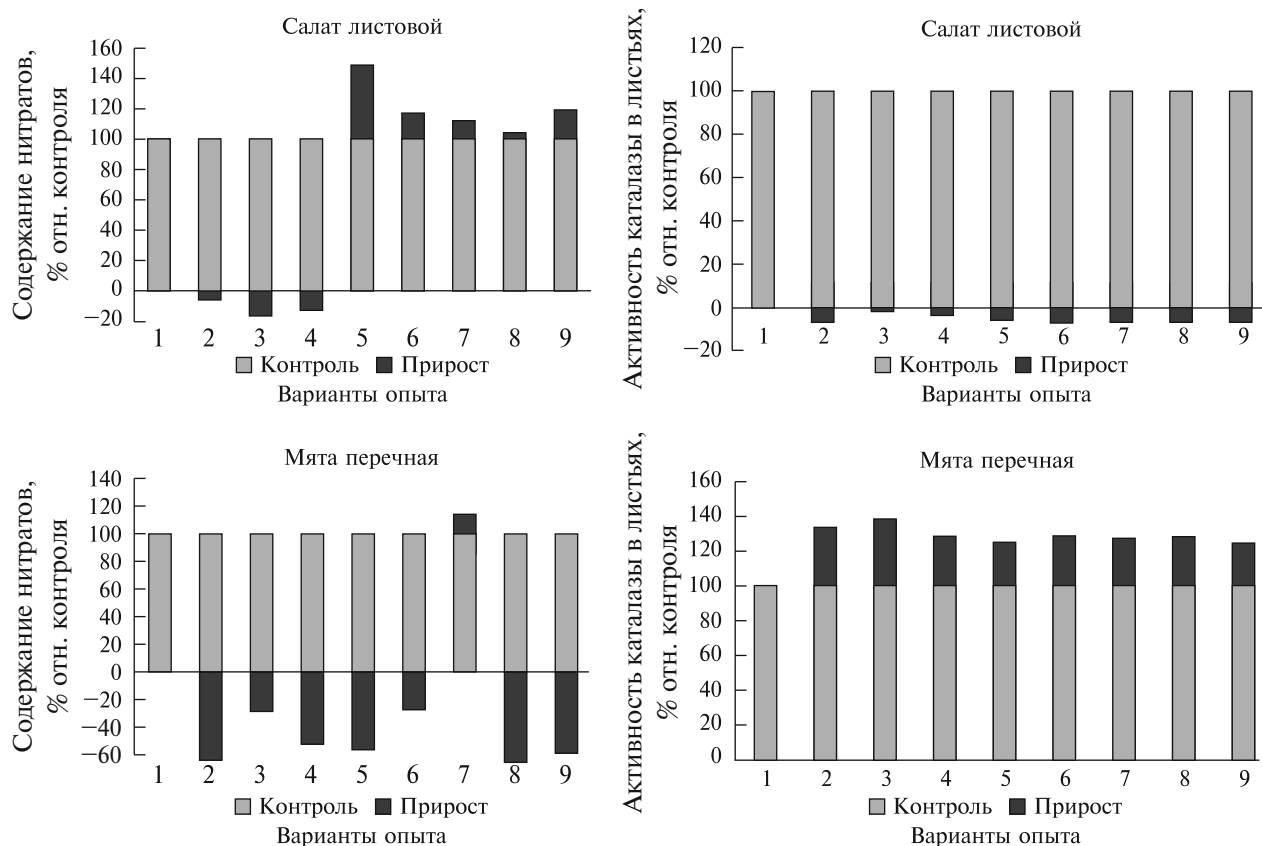 Салат листовой
Содержание нитратов,
% отн. контроля
160
140
120
100
80
60
40
20
0
−20
1 2 3 4 5 6 7 8 9
Контроль Прирост
Варианты опыта
Салат листовой
Активность каталазы в листьях,
% отн. контроля
120
100
80
60
40
20
0
−20
1 2 3 4 5 6 7 8 9
Контроль Прирост
Варианты опыта
Мята перечная
Содержание нитратов,
% отн. контроля
140
120
100
80
60
40
20
0
−20
−40
−60
1 2 3 4 5 6 7 8 9
Контроль Прирост
Варианты опыта
Мята перечная
Активность каталазы в листьях,
% отн. контроля
160
140
120
100
80
60
40
20
0
1 2 3 4 5 6 7 8 9
Контроль Прирост
Варианты опыта